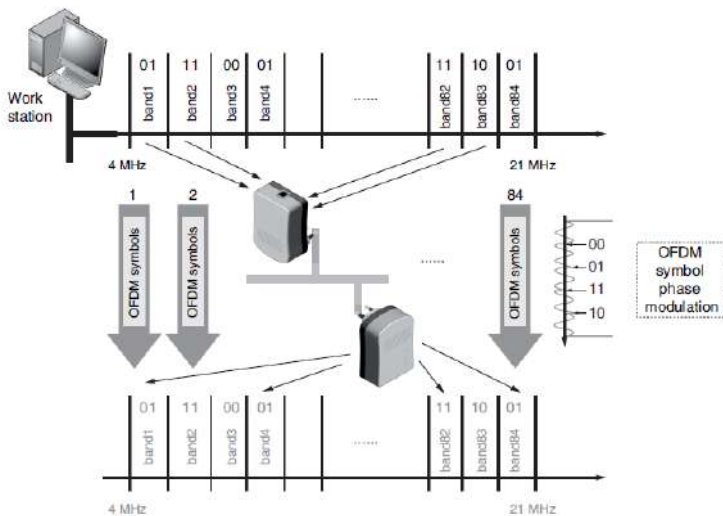 01 11 00 01 11 10 01
band1 band2 band3 band4 ...... band82 band83 band84
Work
station
4 MHz 21 MHz
1 2 84
OFDM symbols OFDM symbols ...... OFDM symbols
00
01
11
10
OFDM
symbol
phase
modulation
01 11 00 01 11 10 01
band1 band2 band3 band4 ...... band82 band83 band84
4 MHz 21 MHz